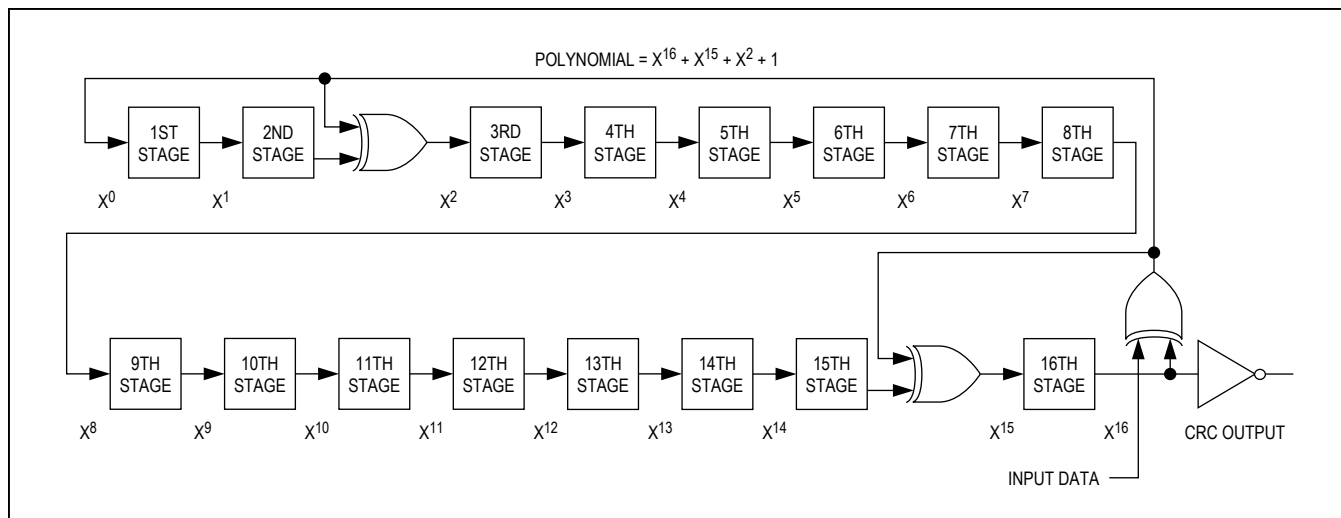 POLYNOMIAL = X¹⁶ + X¹⁵ + X² + 1
1ST STAGE
2ND STAGE
3RD STAGE
4TH STAGE
5TH STAGE
6TH STAGE
7TH STAGE
8TH STAGE
X⁰
X¹
X²
X³
X⁴
X⁵
X⁶
X⁷
9TH STAGE
10TH STAGE
11TH STAGE
12TH STAGE
13TH STAGE
14TH STAGE
15TH STAGE
16TH STAGE
X⁸
X⁹
X¹⁰
X¹¹
X¹²
X¹³
X¹⁴
X¹⁵
X¹⁶
CRC OUTPUT
INPUT DATA